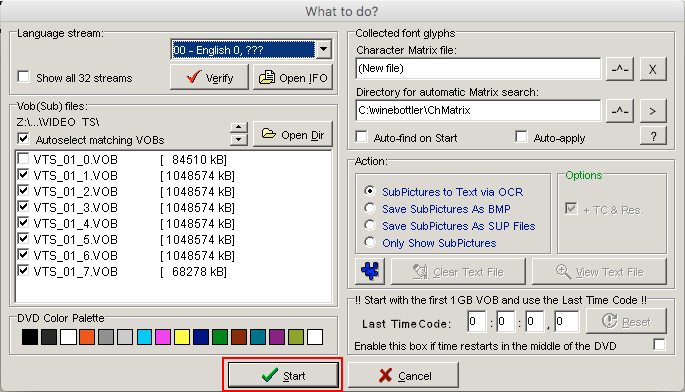 What to do?
Language stream:
00 - English 0, ???
Show all 32 streams
Verify
Open IFO
Vob(Sub) files:
Z:\...\VIDEO TS\
Autoselect matching VOBs
Open Dir
VTS_01_0.VOB [ 84510 kB]
VTS_01_1.VOB [ 1048574 kB]
VTS_01_2.VOB [ 1048574 kB]
VTS_01_3.VOB [ 1048574 kB]
VTS_01_4.VOB [ 1048574 kB]
VTS_01_5.VOB [ 1048574 kB]
VTS_01_6.VOB [ 1048574 kB]
VTS_01_7.VOB [ 68278 kB]
DVD Color Palette
Collected font glyphs
Character Matrix file:
(New file)
-^-
X
Directory for automatic Matrix search:
C:\winebottler\ChMatrix
-^-
>
Auto-find on Start
Auto-apply
?
Action:
SubPictures to Text via OCR
Save SubPictures As BMP
Save SubPictures As SUP Files
Only Show SubPictures
Options
+ TC & Res.
Clear Text File
View Text File
!! Start with the first 1 GB VOB and use the Last Time Code !!
Last TimeCode: 0 : 0 : 0 , 0
Reset
Enable this box if time restarts in the middle of the DVD
Start
Cancel